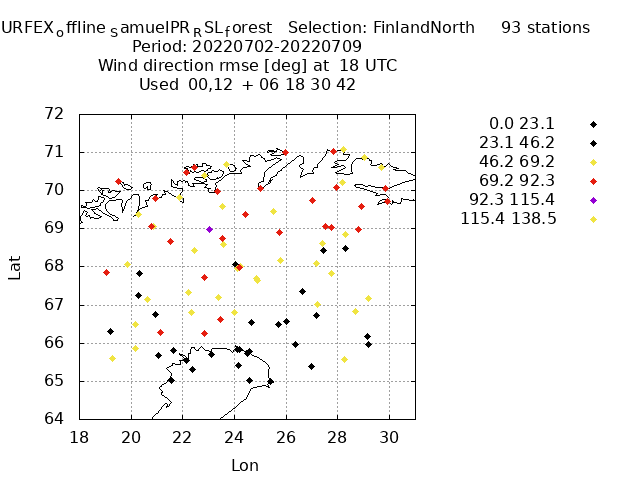 URFEXoffline SamuelPRRSLforest Selection: FinlandNorth 93 stations
Period: 20220702-20220709
Wind direction rmse [deg] at 18 UTC
Used 00,12 + 06 18 30 42
72
71
70
69
68
67
66
65
64
18 20 22 24 26 28 30
Lat
Lon
0.0 23.1
23.1 46.2
46.2 69.2
69.2 92.3
92.3 115.4
115.4 138.5